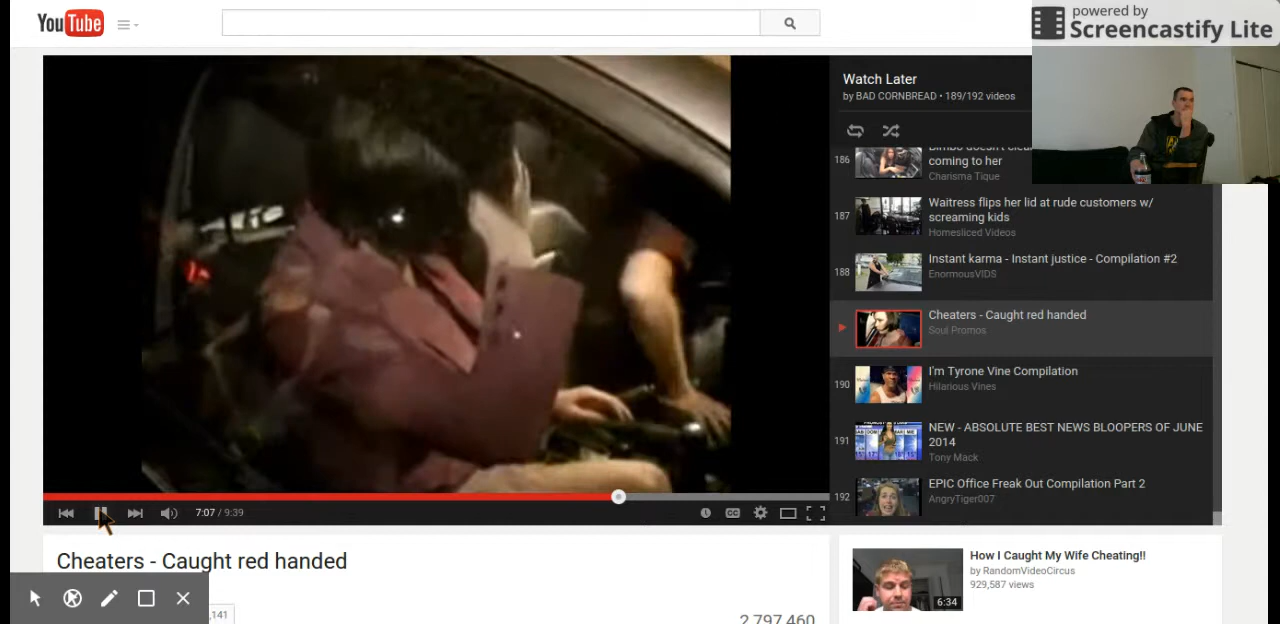 YouTube
powered by
Screencastify Lite
Watch Later
by BAD CORNBREAD • 189/192 videos
186
coming to her
Charisma Tique
187
Waitress flips her lid at rude customers w/
screaming kids
Homesliced Videos
188
Instant karma - Instant justice - Compilation #2
EnormousVIDS
Cheaters - Caught red handed
Soul Promos
190
I'm Tyrone Vine Compilation
Hilarious Vines
191
NEW - ABSOLUTE BEST NEWS BLOOPERS OF JUNE
2014
Tony Mack
192
EPIC Office Freak Out Compilation Part 2
AngryTiger007
7:07 / 9:39
CC
Cheaters - Caught red handed
,141
2,797,460
How I Caught My Wife Cheating!!
by RandomVideoCircus
929,587 views
6:34